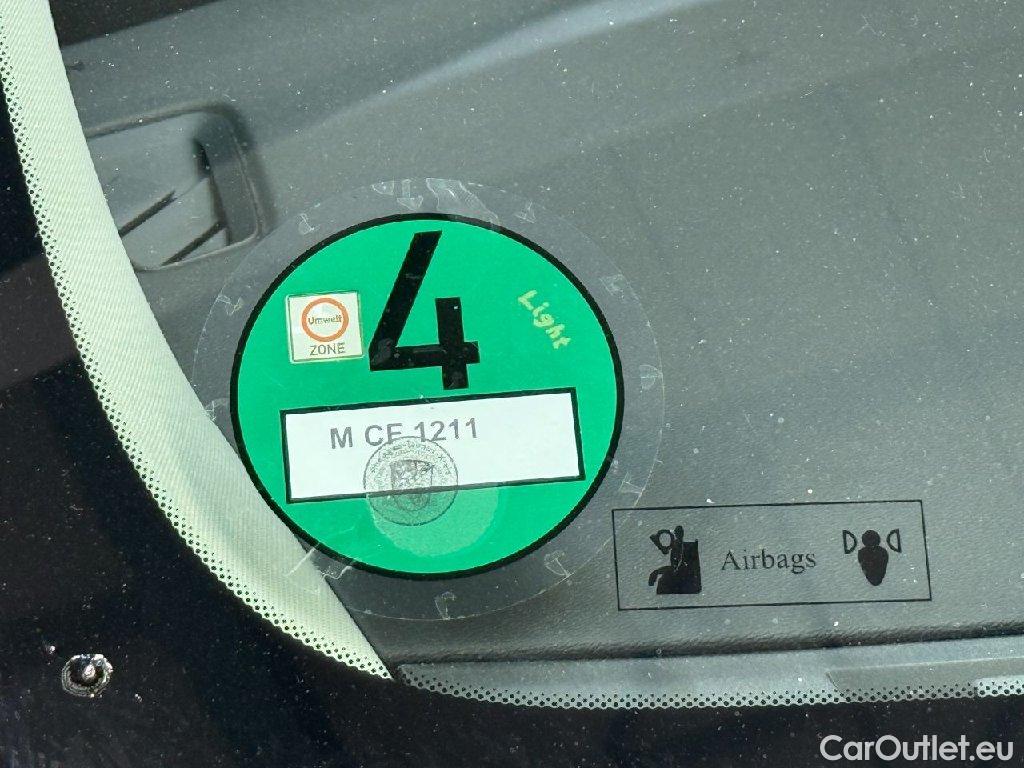 4
Light
Umwelt
ZONE
M CE 1211
Airbags
CarOutlet.eu